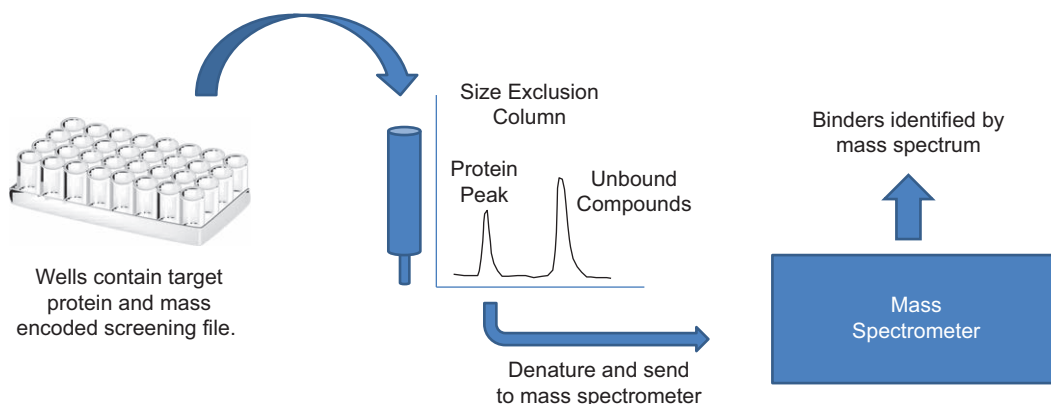 Wells contain target
protein and mass
encoded screening file.
Size Exclusion
Column
Protein
Peak
Unbound
Compounds
Denature and send
to mass spectrometer
Binders identified by
mass spectrum
Mass
Spectrometer